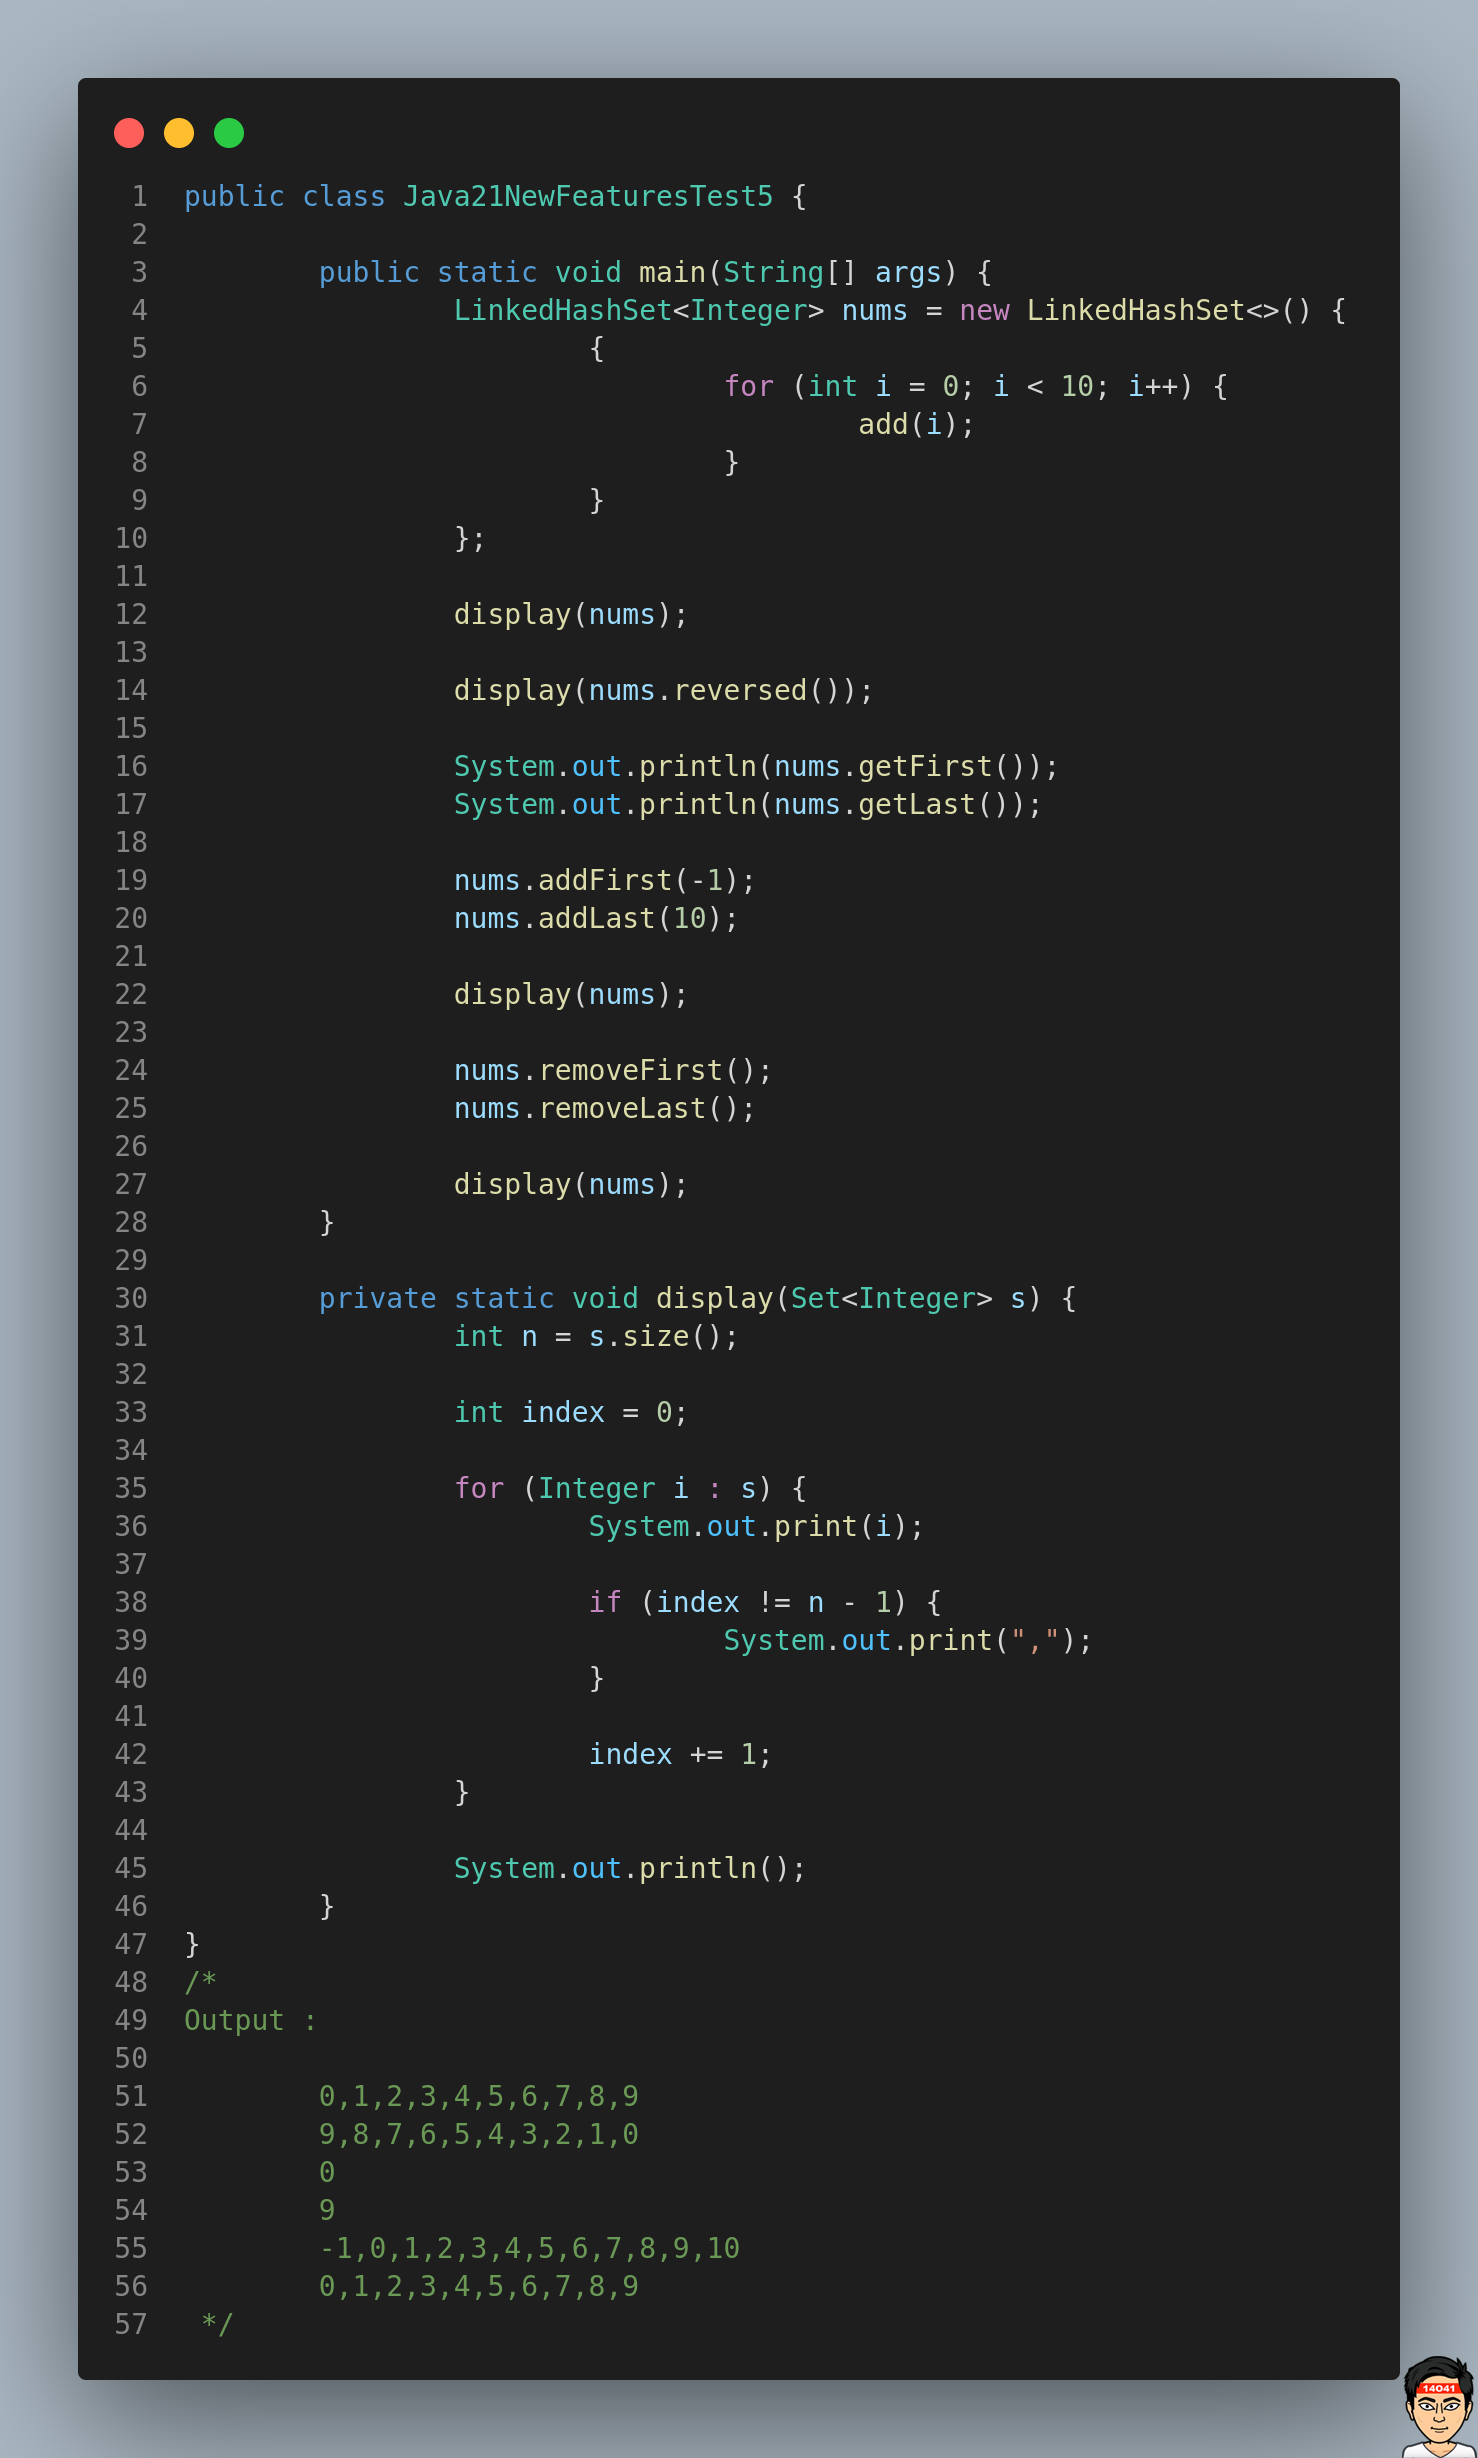 1 public class Java21NewFeaturesTest5 {
2
3 public static void main(String[] args) {
4 LinkedHashSet<Integer> nums = new LinkedHashSet<>() {
5 {
6 for (int i = 0; i < 10; i++) {
7 add(i);
8 }
9 }
10 };
11
12 display(nums);
13
14 display(nums.reversed());
15
16 System.out.println(nums.getFirst());
17 System.out.println(nums.getLast());
18
19 nums.addFirst(-1);
20 nums.addLast(10);
21
22 display(nums);
23
24 nums.removeFirst();
25 nums.removeLast();
26
27 display(nums);
28 }
29
30 private static void display(Set<Integer> s) {
31 int n = s.size();
32
33 int index = 0;
34
35 for (Integer i : s) {
36 System.out.print(i);
37
38 if (index != n - 1) {
39 System.out.print(",");
40 }
41
42 index += 1;
43 }
44
45 System.out.println();
46 }
47 }
48 /*
49 Output :
50
51 0,1,2,3,4,5,6,7,8,9
52 9,8,7,6,5,4,3,2,1,0
53 0
54 9
55 -1,0,1,2,3,4,5,6,7,8,9,10
56 0,1,2,3,4,5,6,7,8,9
57 */
14041